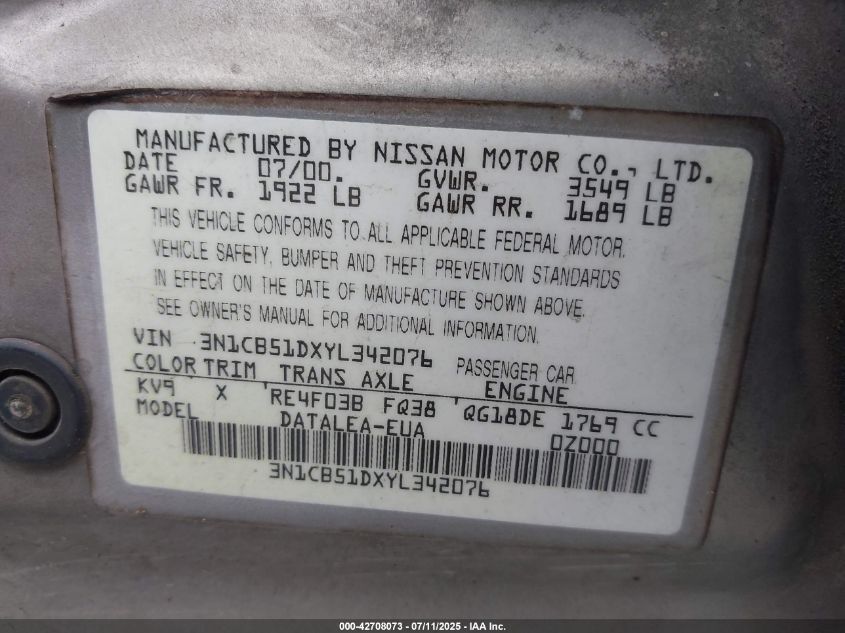 MANUFACTURED BY NISSAN MOTOR CO., LTD.
DATE 07/00. GVWR. 3549 LB
GAWR FR. 1922 LB GAWR RR. 1689 LB
THIS VEHICLE CONFORMS TO ALL APPLICABLE FEDERAL MOTOR.
VEHICLE SAFETY, BUMPER AND THEFT PREVENTION STANDARDS
IN EFFECT ON THE DATE OF MANUFACTURE SHOWN ABOVE.
SEE OWNER'S MANUAL FOR ADDITIONAL INFORMATION.
VIN 3N1CB51DXYL342076 PASSENGER CAR
COLOR TRIM TRANS AXLE ENGINE
KV9 X 'RE4F03B FQ38 'QG18DE 1769 CC
MODEL DATALEA-EUA 0Z000
3N1CB51DXYL342076
000-42708073 / 07/11/2025 - IAA Inc.